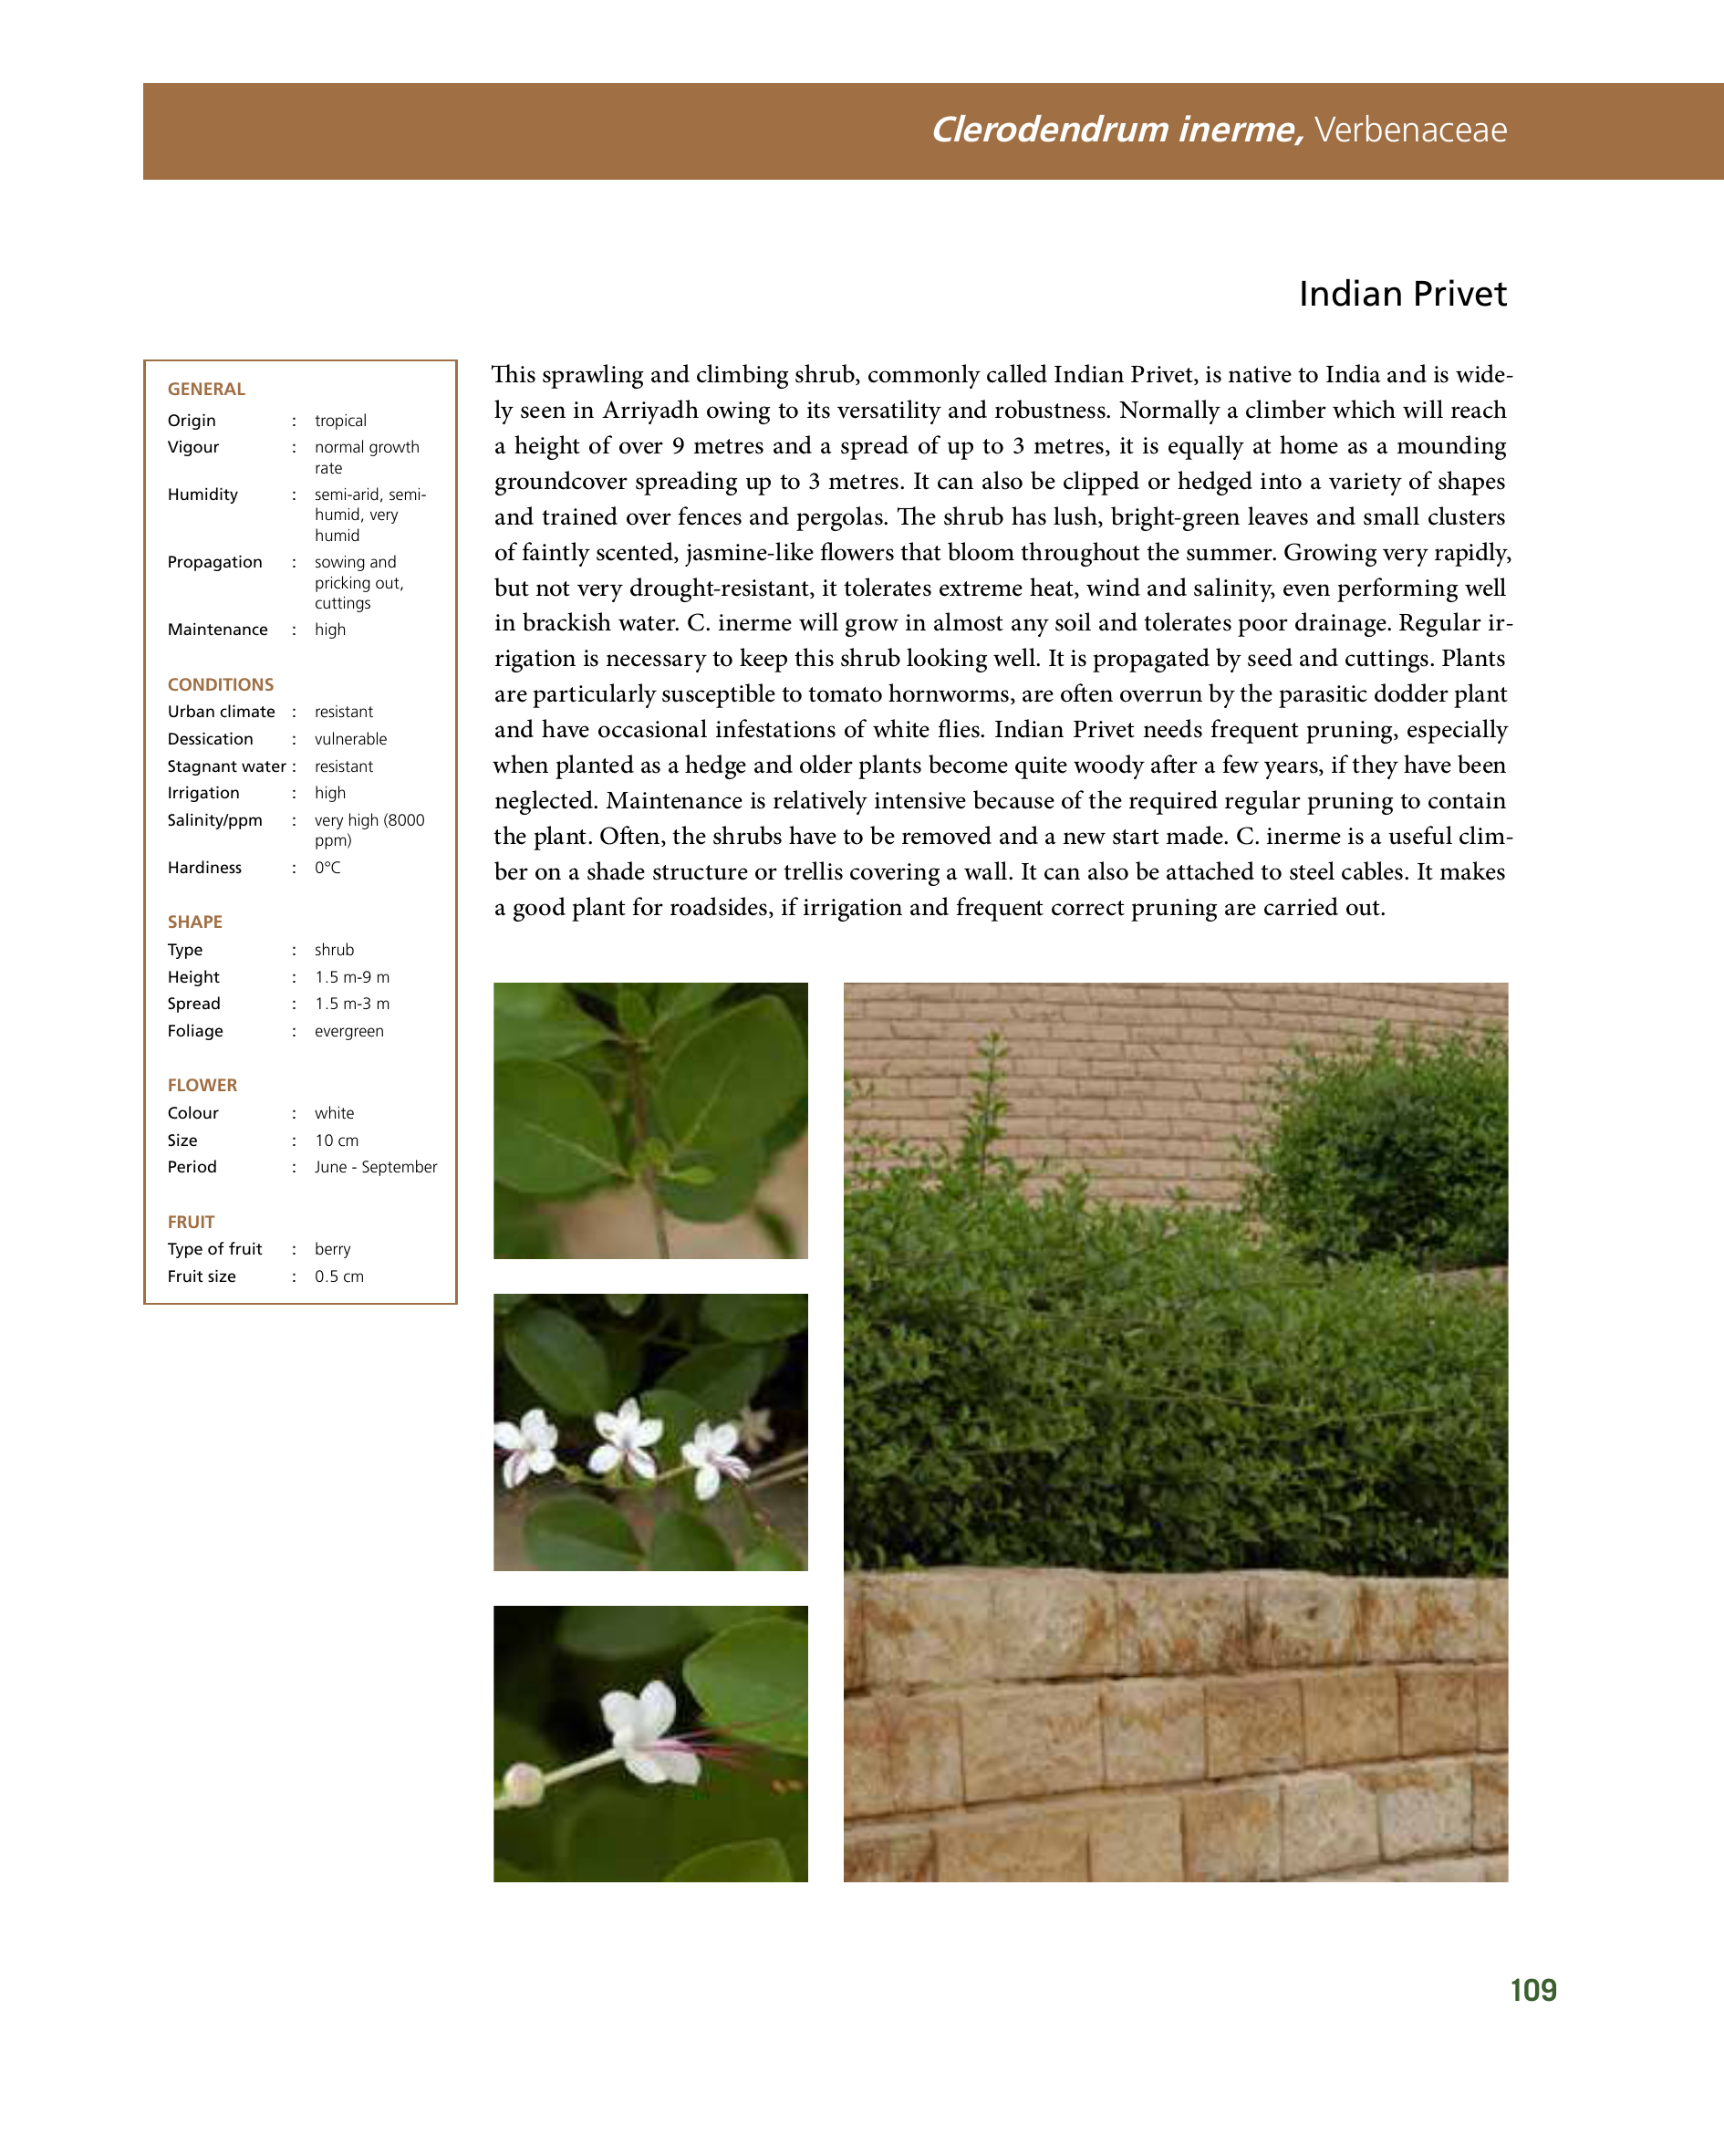 Clerodendrum inerme, Verbenaceae
Indian Privet
GENERAL
Origin : tropical
Vigour : normal growth
rate
Humidity : semi-arid, semi-
humid, very
humid
Propagation : sowing and
pricking out,
cuttings
Maintenance : high
CONDITIONS
Urban climate : resistant
Dessication : vulnerable
Stagnant water : resistant
Irrigation : high
Salinity/ppm : very high (8000
ppm)
Hardiness : 0°C
SHAPE
Type : shrub
Height : 1.5 m-9 m
Spread : 1.5 m-3 m
Foliage : evergreen
FLOWER
Colour : white
Size : 10 cm
Period : June - September
FRUIT
Type of fruit : berry
Fruit size : 0.5 cm
This sprawling and climbing shrub, commonly called Indian Privet, is native to India and is wide-
ly seen in Arriyadh owing to its versatility and robustness. Normally a climber which will reach
a height of over 9 metres and a spread of up to 3 metres, it is equally at home as a mounding
groundcover spreading up to 3 metres. It can also be clipped or hedged into a variety of shapes
and trained over fences and pergolas. The shrub has lush, bright-green leaves and small clusters
of faintly scented, jasmine-like flowers that bloom throughout the summer. Growing very rapidly,
but not very drought-resistant, it tolerates extreme heat, wind and salinity, even performing well
in brackish water. C. inerme will grow in almost any soil and tolerates poor drainage. Regular ir-
rigation is necessary to keep this shrub looking well. It is propagated by seed and cuttings. Plants
are particularly susceptible to tomato hornworms, are often overrun by the parasitic dodder plant
and have occasional infestations of white flies. Indian Privet needs frequent pruning, especially
when planted as a hedge and older plants become quite woody after a few years, if they have been
neglected. Maintenance is relatively intensive because of the required regular pruning to contain
the plant. Often, the shrubs have to be removed and a new start made. C. inerme is a useful clim-
ber on a shade structure or trellis covering a wall. It can also be attached to steel cables. It makes
a good plant for roadsides, if irrigation and frequent correct pruning are carried out.
109